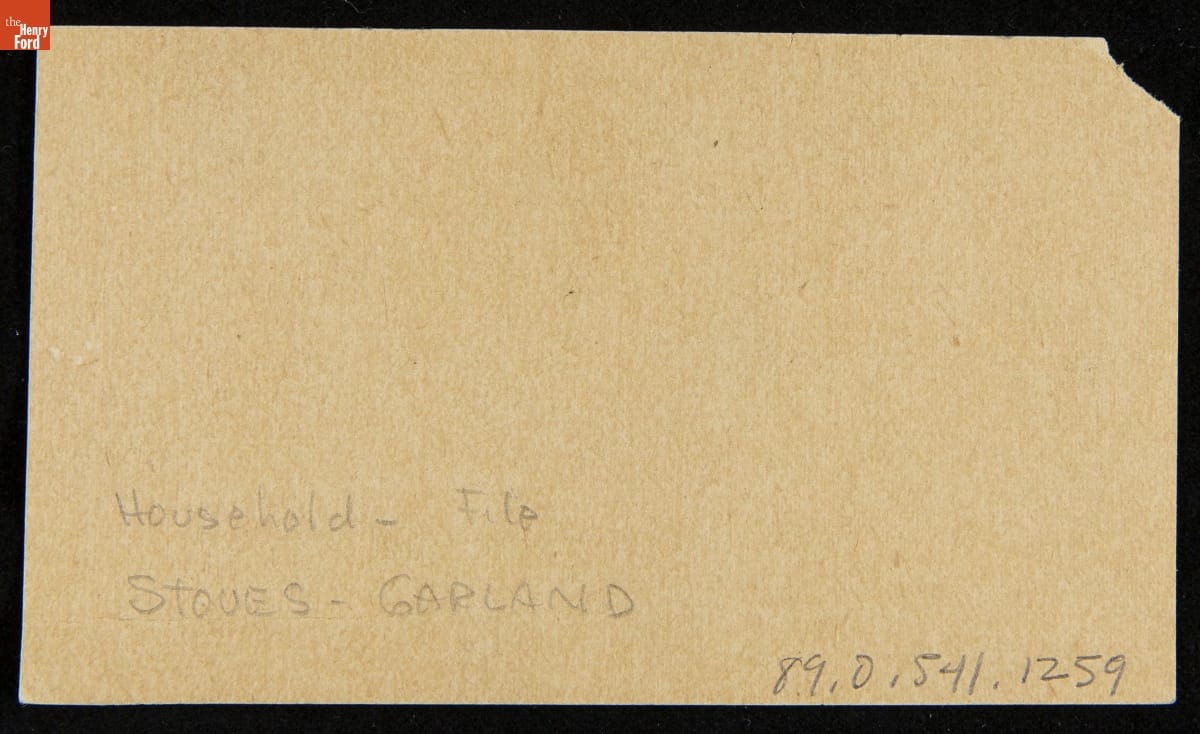 the
Henry
Ford
Household - File
STOVES - GARLAND
89.0.541.1259